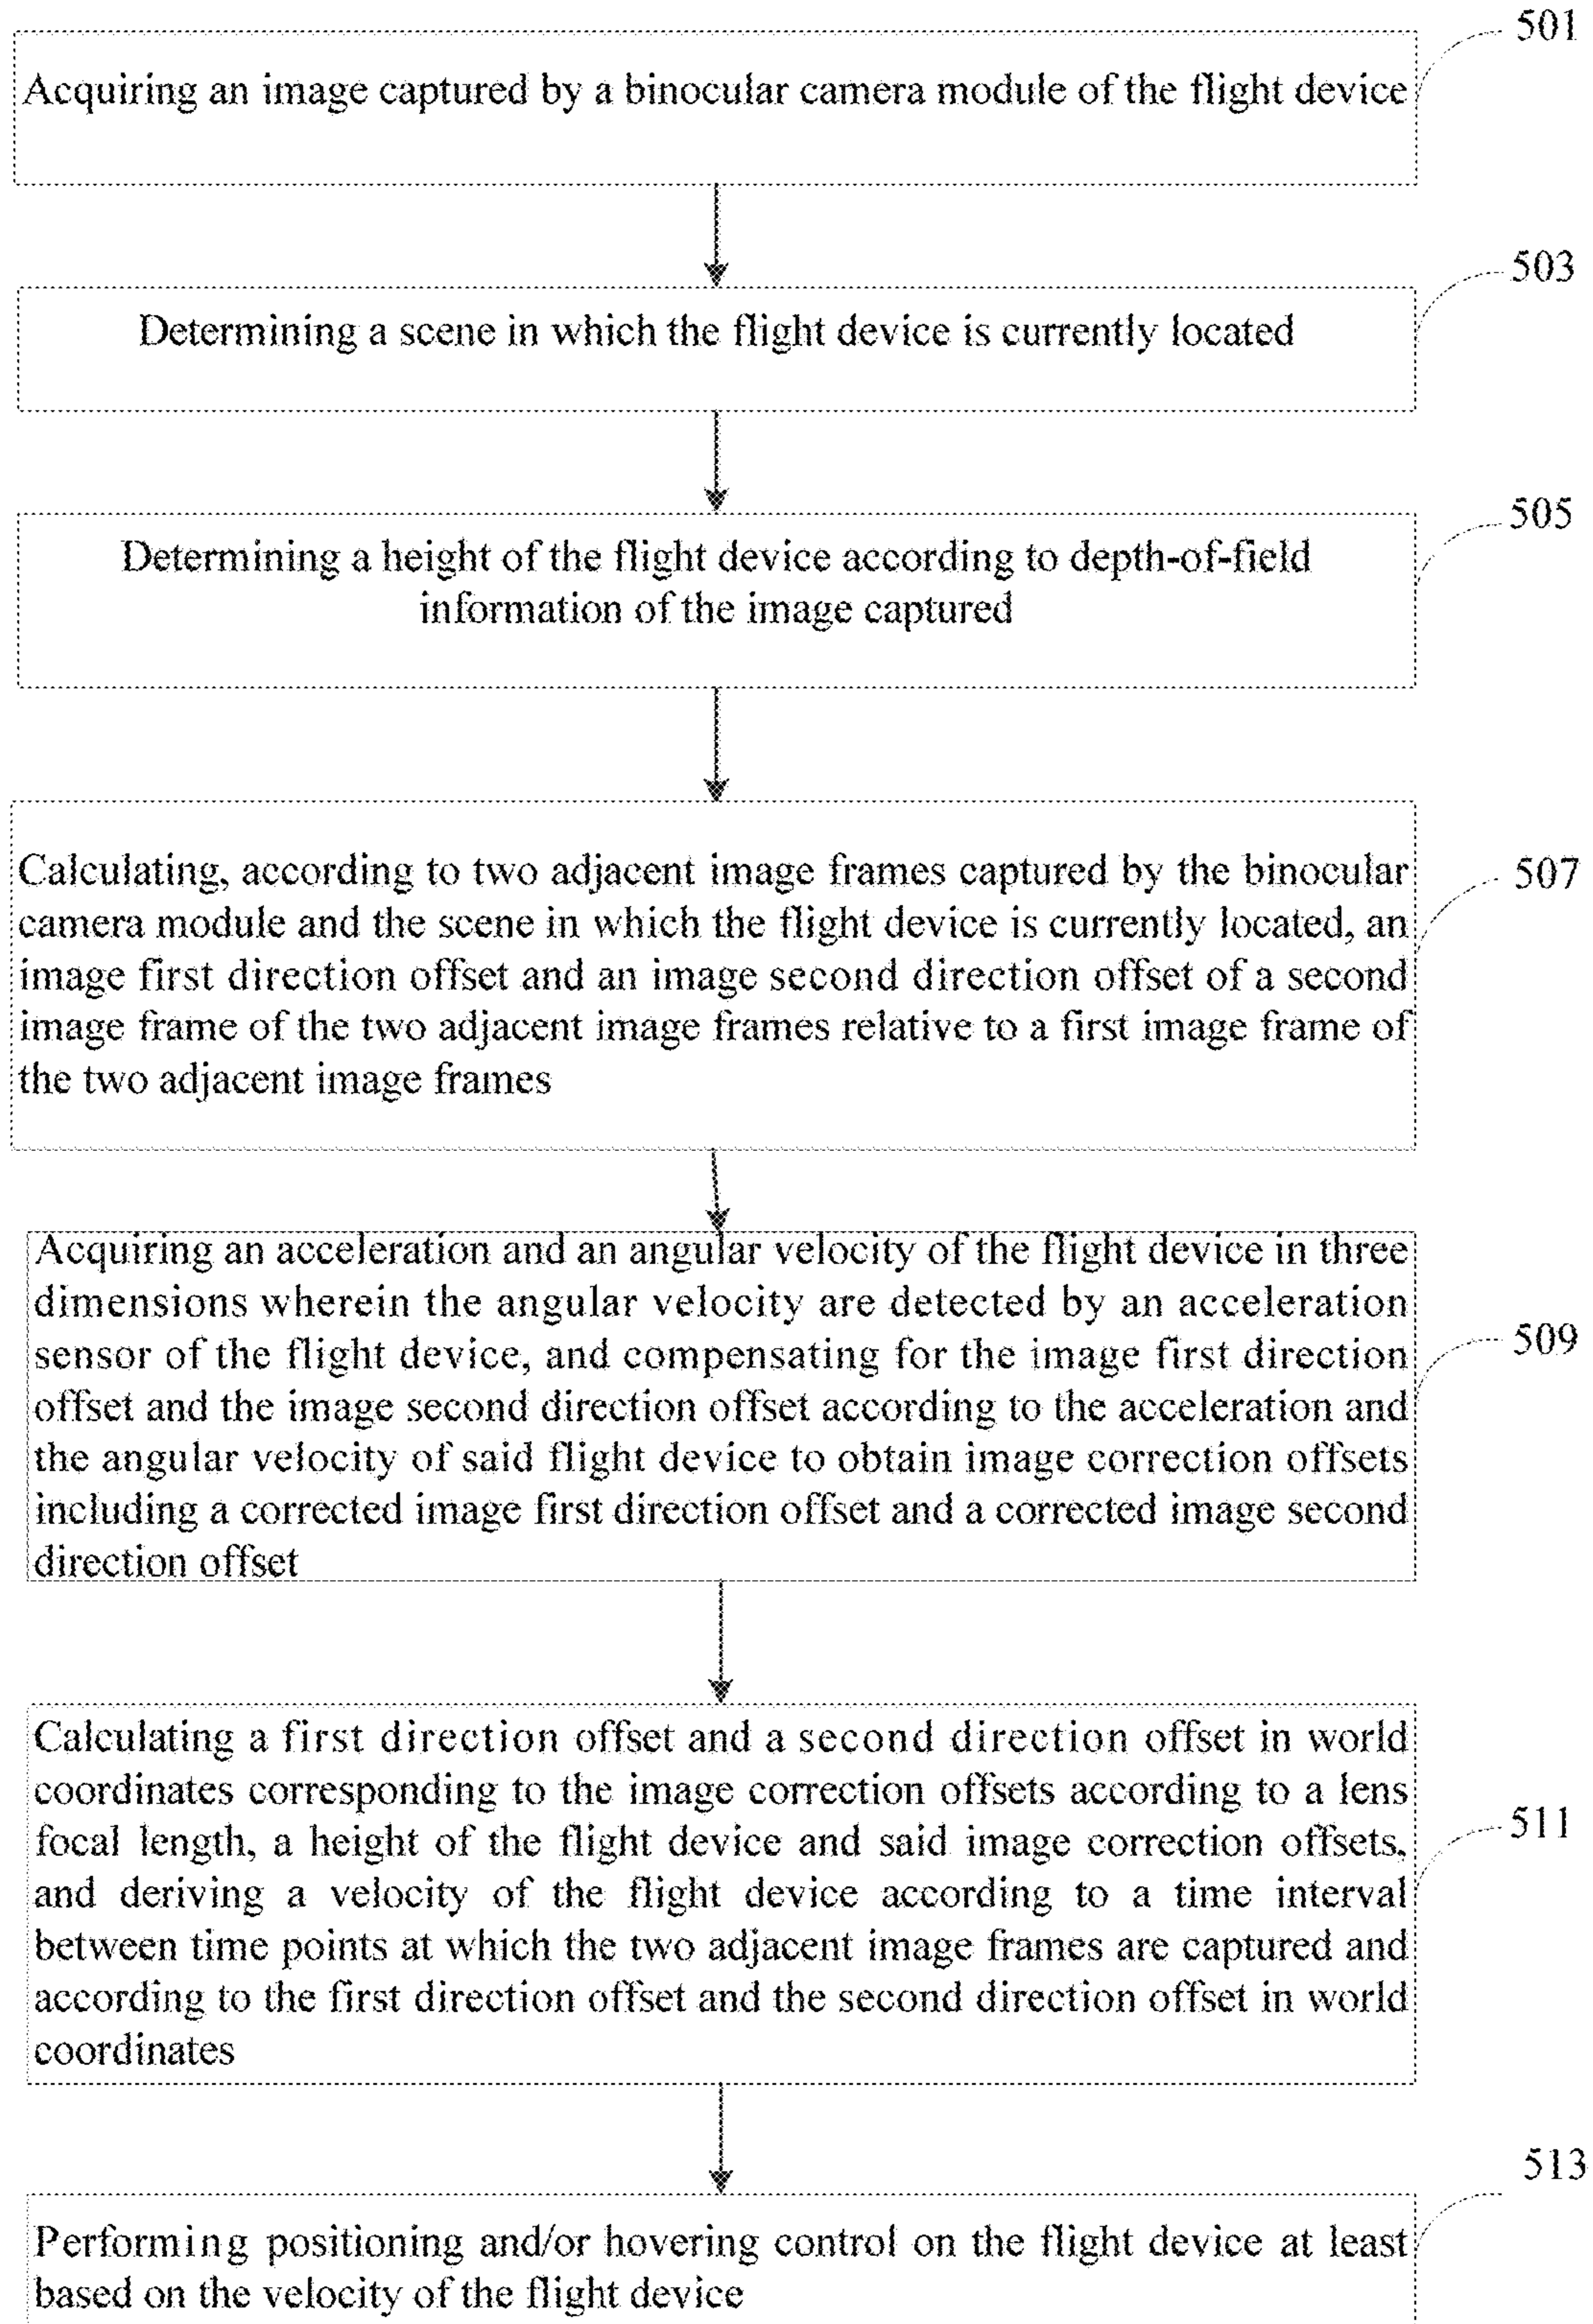 501
Acquiring an image captured by a binocular camera module of the flight device
503
Determining a scene in which the flight device is currently located
505
Determining a height of the flight device according to depth-of-field
information of the image captured
507
Calculating, according to two adjacent image frames captured by the binocular
camera module and the scene in which the flight device is currently located, an
image first direction offset and an image second direction offset of a second
image frame of the two adjacent image frames relative to a first image frame of
the two adjacent image frames
509
Acquiring an acceleration and an angular velocity of the flight device in three
dimensions wherein the angular velocity are detected by an acceleration
sensor of the flight device, and compensating for the image first direction
offset and the image second direction offset according to the acceleration and
the angular velocity of said flight device to obtain image correction offsets
including a corrected image first direction offset and a corrected image second
direction offset
511
Calculating a first direction offset and a second direction offset in world
coordinates corresponding to the image correction offsets according to a lens
focal length, a height of the flight device and said image correction offsets,
and deriving a velocity of the flight device according to a time interval
between time points at which the two adjacent image frames are captured and
according to the first direction offset and the second direction offset in world
coordinates
513
Performing positioning and/or hovering control on the flight device at least
based on the velocity of the flight device